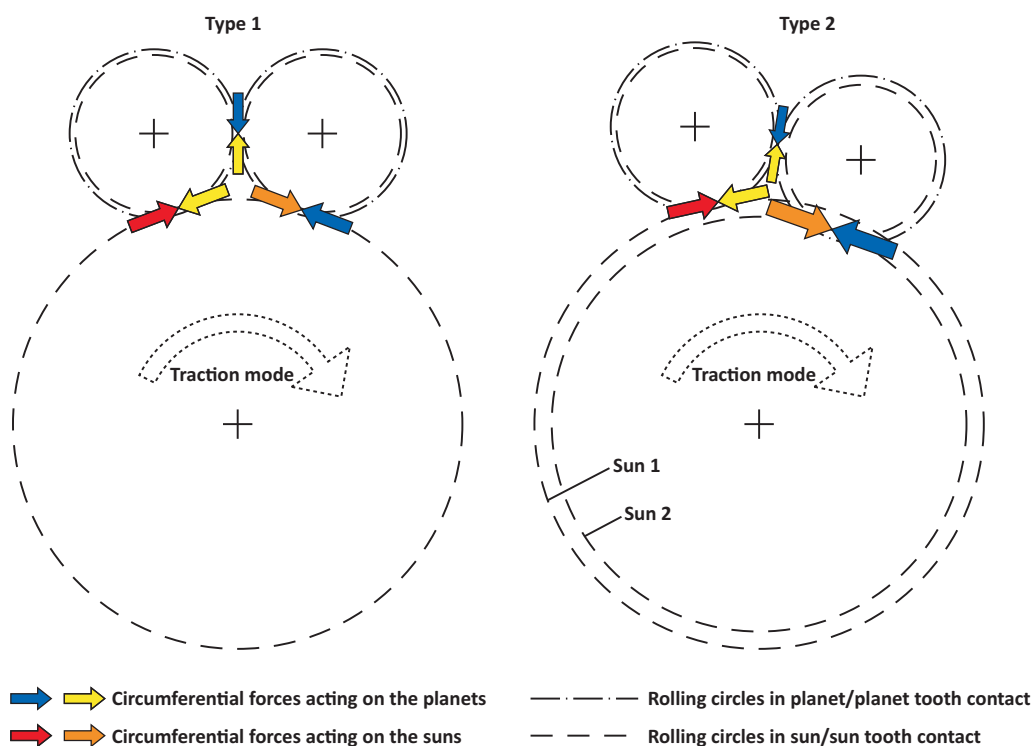 Type 1
Type 2
Traction mode
Traction mode
Sun 1
Sun 2
Circumferential forces acting on the planets
Rolling circles in planet/planet tooth contact
Circumferential forces acting on the suns
Rolling circles in sun/sun tooth contact